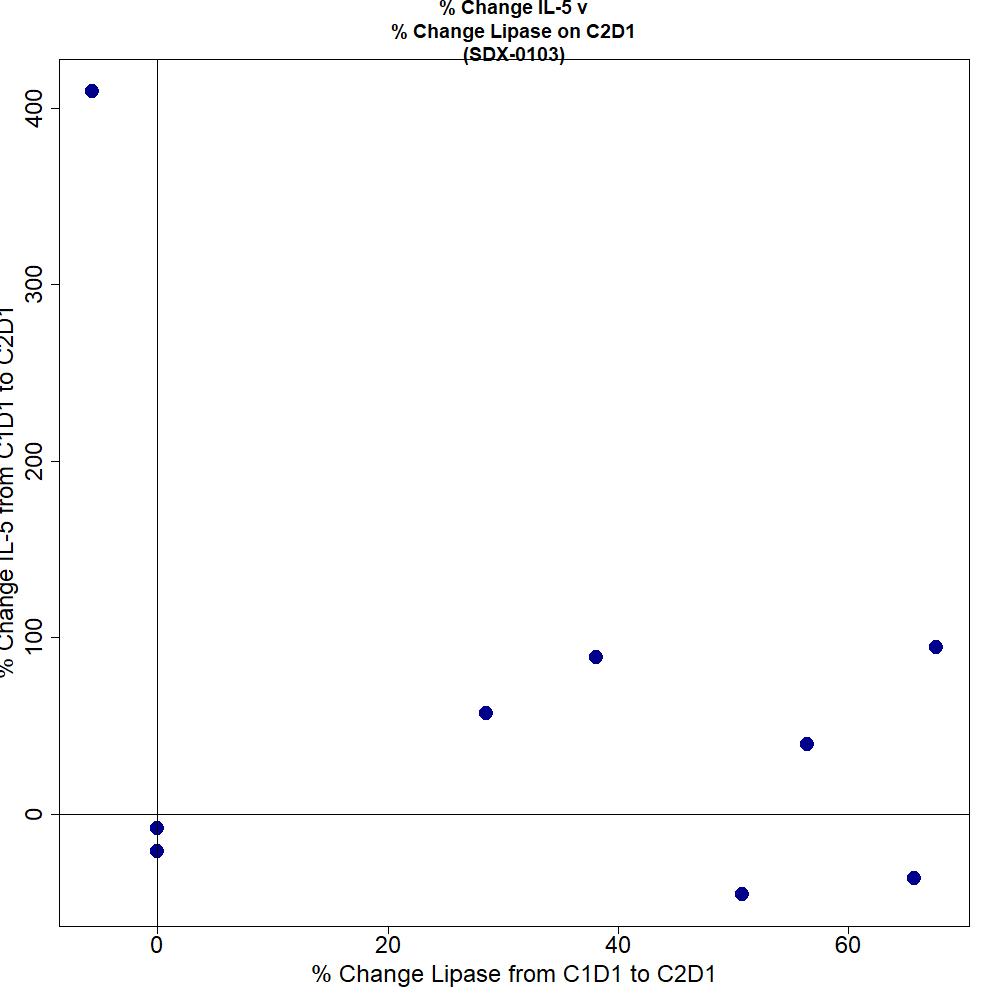 % Change IL-5 v
% Change Lipase on C2D1
(SDX-0103)
% Change IL-5 from C1D1 to C2D1
400
300
200
100
0
0
20
40
60
% Change Lipase from C1D1 to C2D1